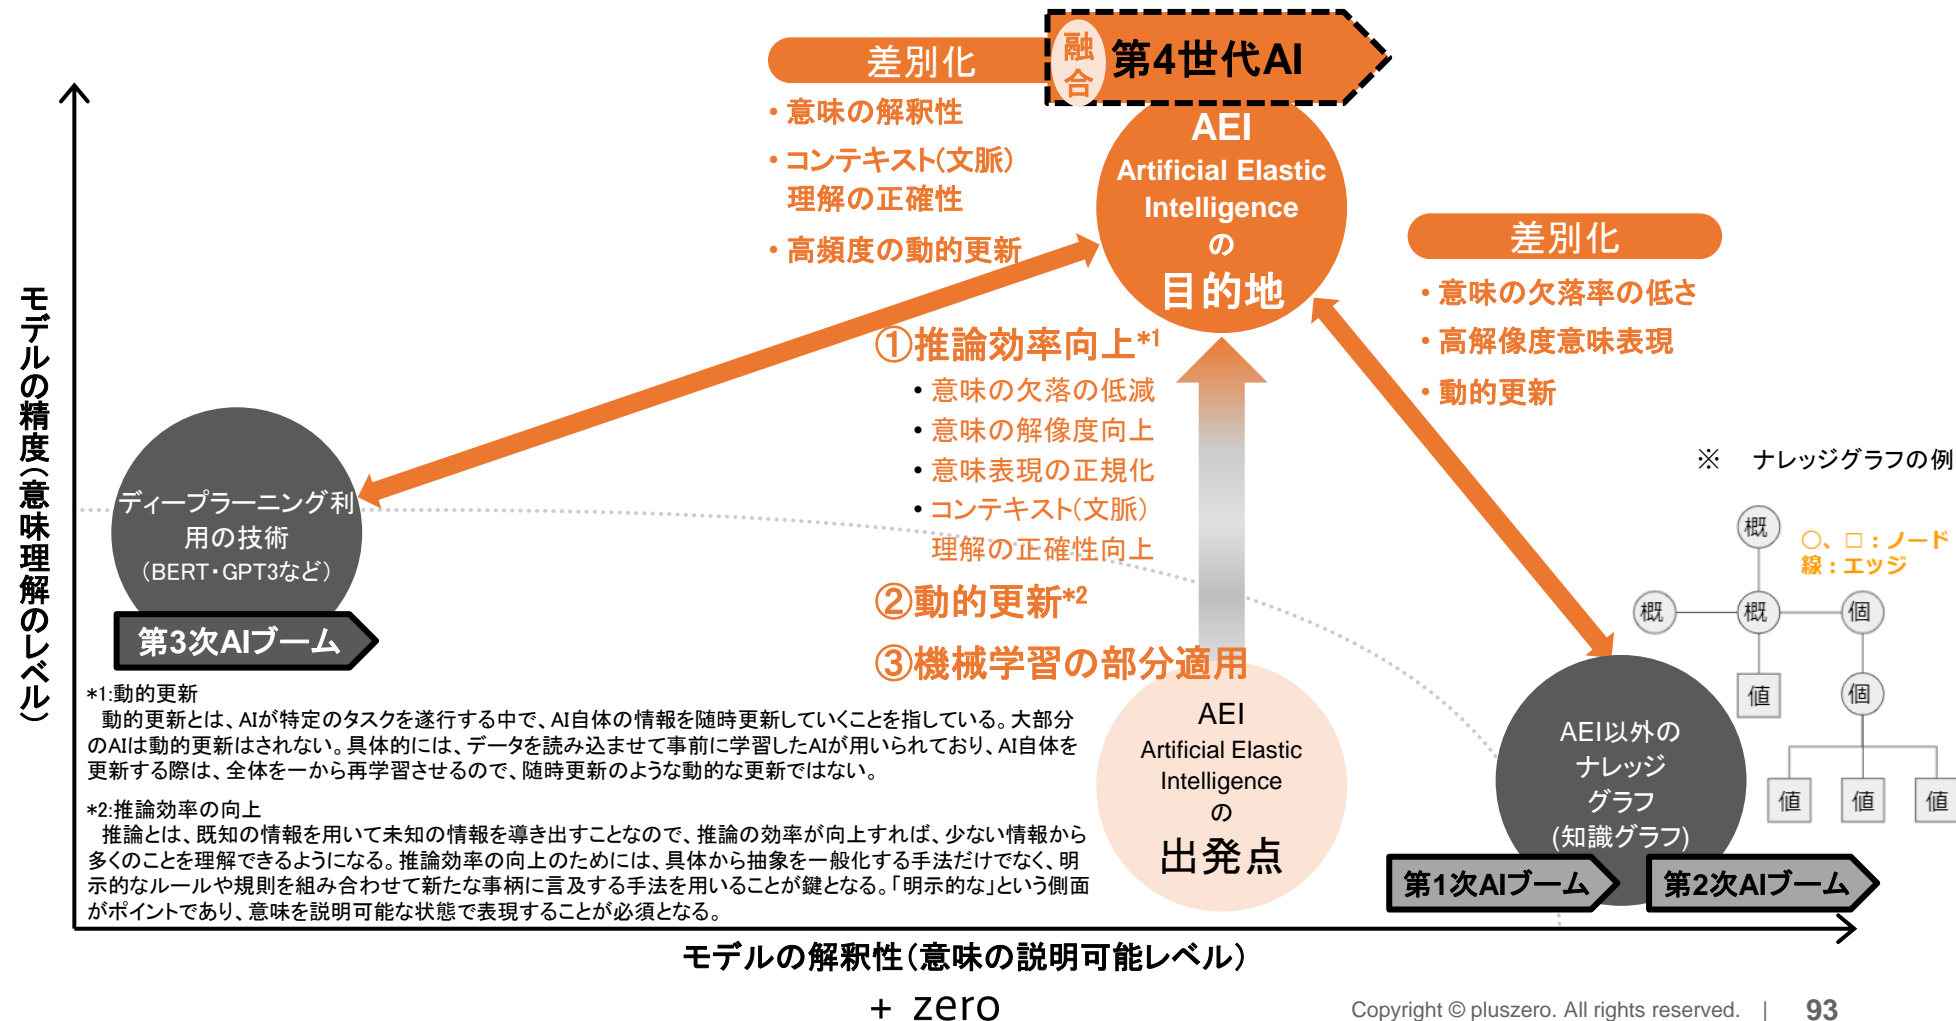 融合
第4世代AI
差別化
・意味の解釈性
・コンテキスト(文脈)
理解の正確性
・高頻度の動的更新
AEI
Artificial Elastic
Intelligence
の
目的地
差別化
・意味の欠落率の低さ
・高解像度意味表現
・動的更新
①推論効率向上*1
・意味の欠落の低減
・意味の解像度向上
・意味表現の正規化
・コンテキスト(文脈)
理解の正確性向上
②動的更新*2
③機械学習の部分適用
モデルの精度(意味理解のレベル)
ディープラーニング利
用の技術
(BERT・GPT3など)
第3次AIブーム
※ ナレッジグラフの例
概
○、□:ノード
線:エッジ
概
概
個
値
個
値
値
値
AEI
Artificial Elastic
Intelligence
の
出発点
AEI以外の
ナレッジ
グラフ
(知識グラフ)
第1次AIブーム
第2次AIブーム
*1:動的更新
動的更新とは、AIが特定のタスクを遂行する中で、AI自体の情報を随時更新していくことを指している。大部分
のAIは動的更新はされない。具体的には、データを読み込ませて事前に学習したAIが用いられており、AI自体を
更新する際は、全体を一から再学習させるので、随時更新のような動的な更新ではない。
*2:推論効率の向上
推論とは、既知の情報を用いて未知の情報を導き出すことなので、推論の効率が向上すれば、少ない情報から
多くのことを理解できるようになる。推論効率の向上のためには、具体から抽象を一般化する手法だけでなく、明
示的なルールや規則を組み合わせて新たな事柄に言及する手法を用いることが鍵となる。「明示的な」という側面
がポイントであり、意味を説明可能な状態で表現することが必須となる。
モデルの解釈性(意味の説明可能レベル)
+ zero
Copyright © pluszero. All rights reserved. | 93